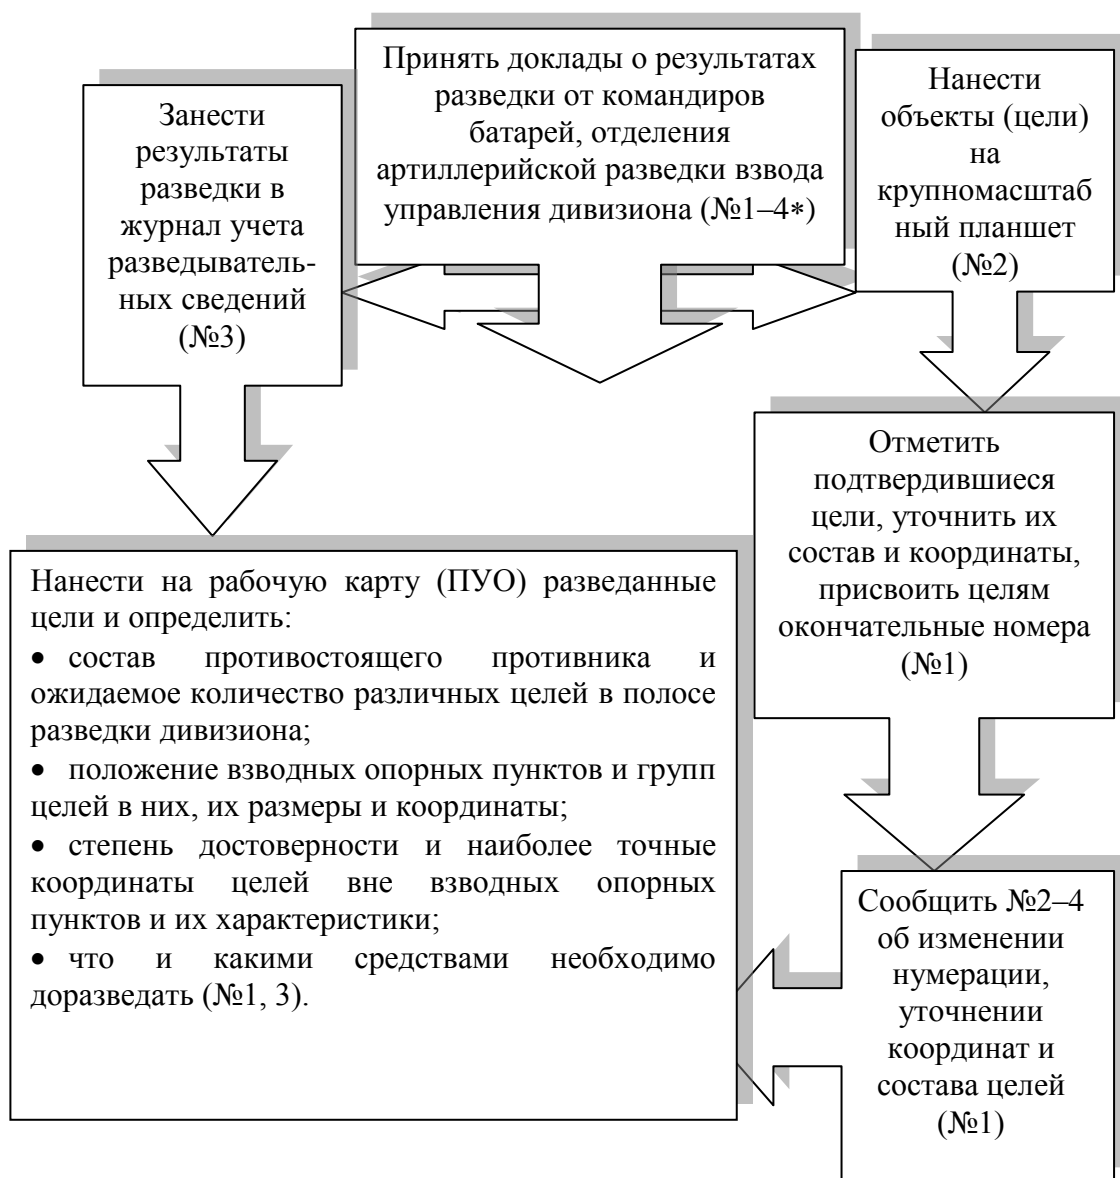 Принять доклады о результатах
разведки от командиров
батарей, отделения
артиллерийской разведки взвода
управления дивизиона (№1–4*)
Занести
результаты
разведки в
журнал учета
разведыватель-
ных сведений
(№3)
Нанести
объекты (цели)
на
крупномасштаб
ный планшет
(№2)
Отметить
подтвердившиеся
цели, уточнить их
состав и координаты,
присвоить целям
окончательные номера
(№1)
Сообщить №2–4
об изменении
нумерации,
уточнении
координат и
состава целей
(№1)
Нанести на рабочую карту (ПУО) разведанные
цели и определить:
• состав противостоящего противника и
ожидаемое количество различных целей в полосе
разведки дивизиона;
• положение взводных опорных пунктов и групп
целей в них, их размеры и координаты;
• степень достоверности и наиболее точные
координаты целей вне взводных опорных
пунктов и их характеристики;
• что и какими средствами необходимо
доразведать (№1, 3).